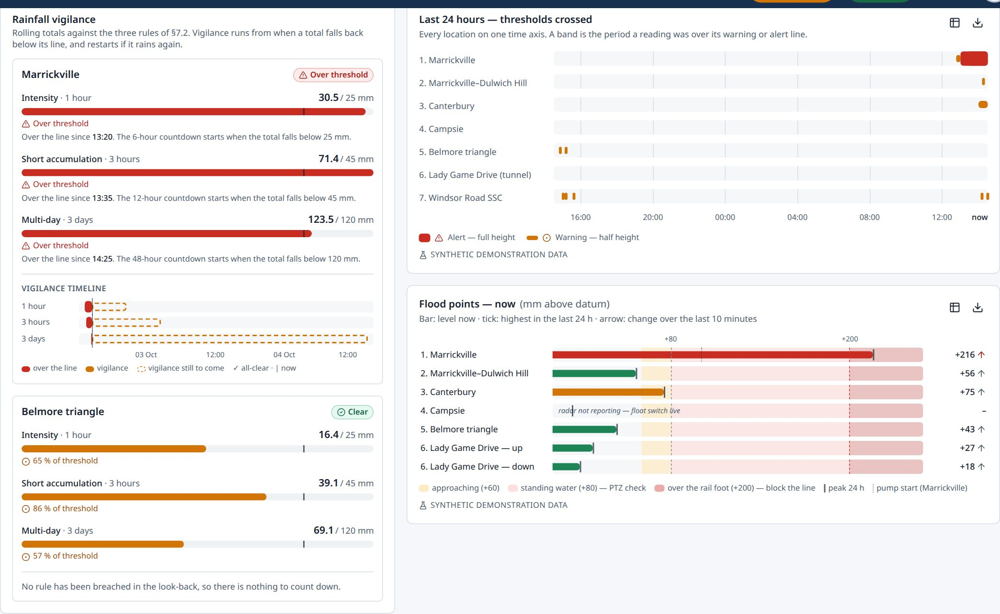 Rainfall vigilance
Rolling totals against the three rules of §7.2. Vigilance runs from when a total falls back
below its line, and restarts if it rains again.
Marrickville
Over threshold
Intensity · 1 hour
30.5 / 25 mm
Over threshold
Over the line since 13:20. The 6-hour countdown starts when the total falls below 25 mm.
Short accumulation · 3 hours
71.4 / 45 mm
Over threshold
Over the line since 13:35. The 12-hour countdown starts when the total falls below 45 mm.
Multi-day · 3 days
123.5 / 120 mm
Over threshold
Over the line since 14:25. The 48-hour countdown starts when the total falls below 120 mm.
VIGILANCE TIMELINE
1 hour
3 hours
3 days
03 Oct 12:00 04 Oct 12:00
over the line vigilance vigilance still to come ✓ all-clear · | now
Belmore triangle
Clear
Intensity · 1 hour
16.4 / 25 mm
65 % of threshold
Short accumulation · 3 hours
39.1 / 45 mm
86 % of threshold
Multi-day · 3 days
69.1 / 120 mm
57 % of threshold
No rule has been breached in the look-back, so there is nothing to count down.
Last 24 hours — thresholds crossed
Every location on one time axis. A band is the period a reading was over its warning or alert line.
1. Marrickville
2. Marrickville–Dulwich Hill
3. Canterbury
4. Campsie
5. Belmore triangle
6. Lady Game Drive (tunnel)
7. Windsor Road SSC
16:00 20:00 00:00 04:00 08:00 12:00 now
Alert — full height Warning — half height
SYNTHETIC DEMONSTRATION DATA
Flood points — now (mm above datum)
Bar: level now · tick: highest in the last 24 h · arrow: change over the last 10 minutes
+80 +200
1. Marrickville +216 ↑
2. Marrickville–Dulwich Hill +56 ↑
3. Canterbury +75 ↑
4. Campsie radar not reporting — float switch live –
5. Belmore triangle +43 ↑
6. Lady Game Drive — up +27 ↑
6. Lady Game Drive — down +18 ↑
approaching (+60) standing water (+80) — PTZ check over the rail foot (+200) — block the line peak 24 h pump start (Marrickville)
SYNTHETIC DEMONSTRATION DATA